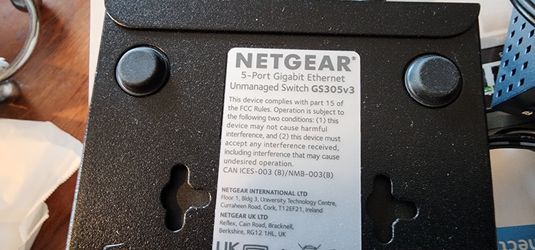 NETGEAR®
5-Port Gigabit Ethernet
Unmanaged Switch GS305v3
This device complies with part 15 of
the FCC Rules. Operation is subject to
the following two conditions: (1) this
device may not cause harmful
interference, and (2) this device must
accept any interference received,
including interference that may cause
undesired operation.
CAN ICES-003 (B)/NMB-003(B)
NETGEAR INTERNATIONAL LTD
Floor 1, Bldg 3, University Technology Centre,
Curraheen Road, Cork, T12EF21, Ireland
NETGEAR UK LTD
Reflex, Cain Road, Bracknell,
Berkshire, RG12 1HL, UK
UK
nect